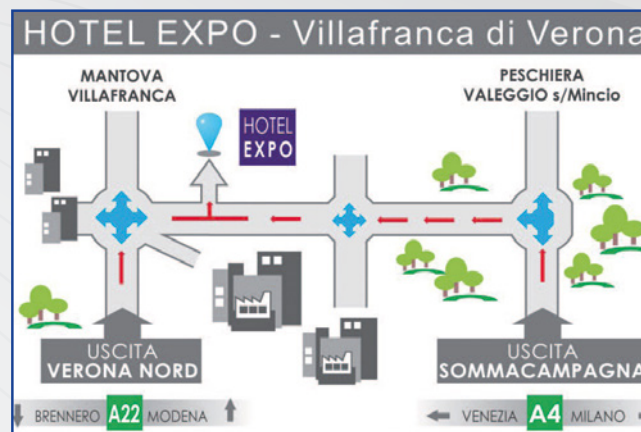 HOTEL EXPO - Villafranca di Verona
MANTOVA
VILLAFRANCA
PESCHIERA
VALEGGIO s/Mincio
HOTEL
EXPO
USCITA
VERONA NORD
USCITA
SOMMACAMPAGNA
BRENNERO A22 MODENA
VENEZIA A4 MILANO